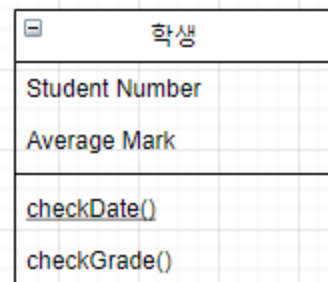 학생
Student Number
Average Mark
checkDate()
checkGrade()